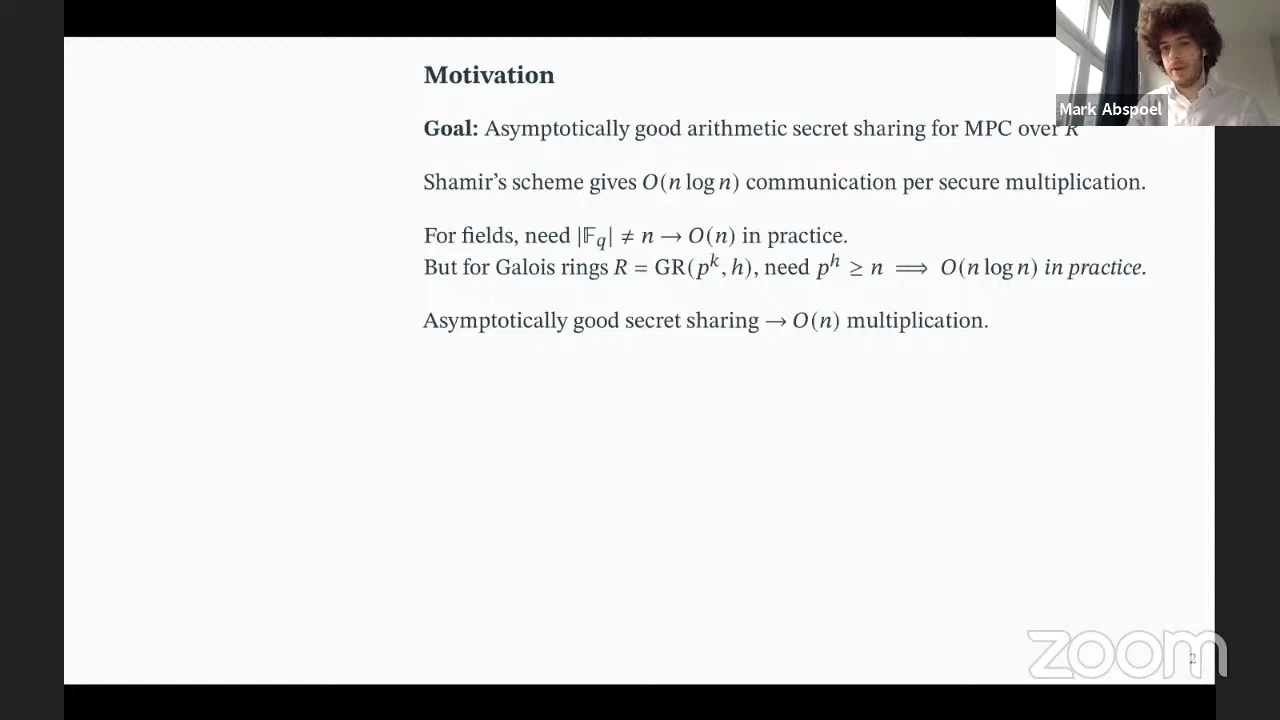 Motivation
Mark Abspoel
Goal: Asymptotically good arithmetic secret sharing for MPC over R
Shamir's scheme gives O(n log n) communication per secure multiplication.
For fields, need |𝔽q| ≠ n → O(n) in practice.
But for Galois rings R = GR(p^k, h), need p^h ≥ n ⟹ O(n log n) in practice.
Asymptotically good secret sharing → O(n) multiplication.
zoom
2